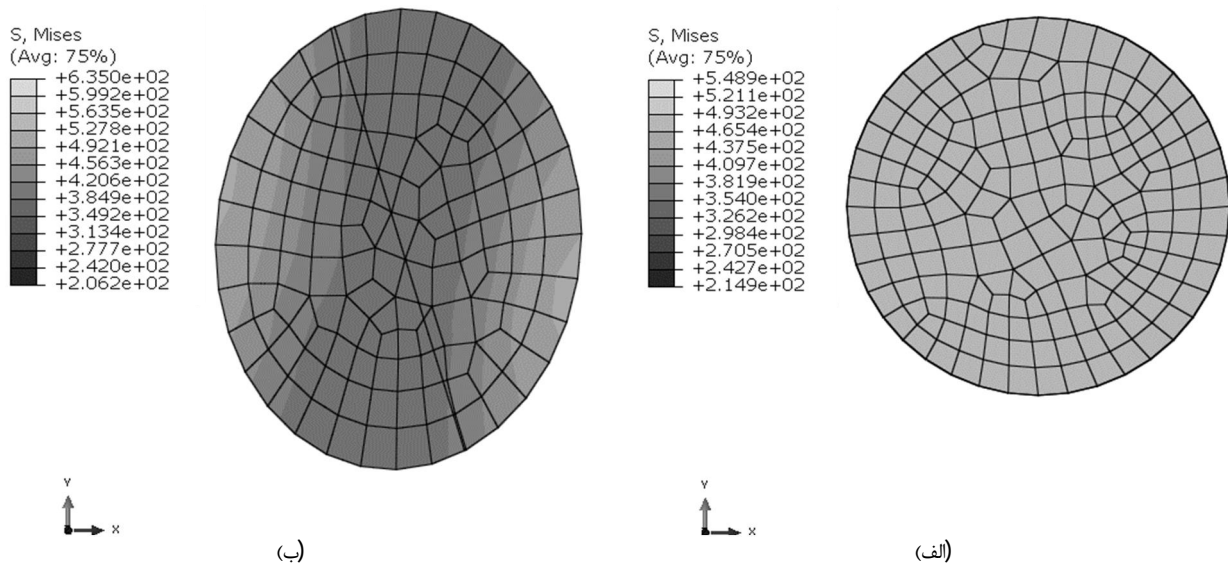 S, Mises
(Avg: 75%)
+6.350e+02
+5.992e+02
+5.635e+02
+5.278e+02
+4.921e+02
+4.563e+02
+4.206e+02
+3.849e+02
+3.492e+02
+3.134e+02
+2.777e+02
+2.420e+02
+2.062e+02
Y
X
(ب)
S, Mises
(Avg: 75%)
+5.489e+02
+5.211e+02
+4.932e+02
+4.654e+02
+4.375e+02
+4.097e+02
+3.819e+02
+3.540e+02
+3.262e+02
+2.984e+02
+2.705e+02
+2.427e+02
+2.149e+02
Y
X
(الف)